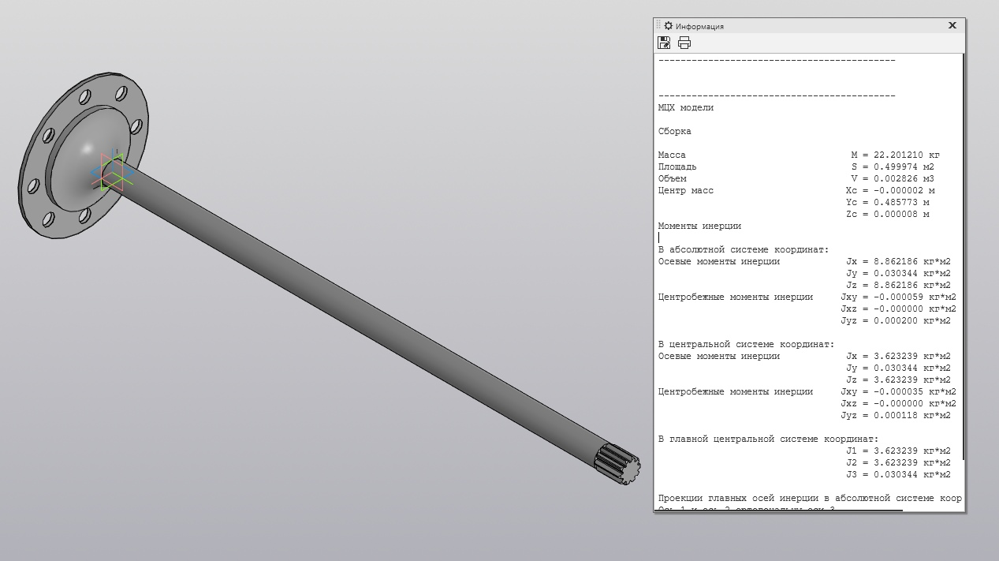 Информация
МЦХ модели
Сборка
Масса M = 22.201210 кг
Площадь S = 0.499974 м2
Объем V = 0.002826 м3
Центр масс Xc = -0.000002 м
Yc = 0.485773 м
Zc = 0.000008 м
Моменты инерции
В абсолютной системе координат:
Осевые моменты инерции Jx = 8.862186 кг*м2
Jy = 0.030344 кг*м2
Jz = 8.862186 кг*м2
Центробежные моменты инерции Jxy = -0.000059 кг*м2
Jxz = -0.000000 кг*м2
Jyz = 0.000200 кг*м2
В центральной системе координат:
Осевые моменты инерции Jx = 3.623239 кг*м2
Jy = 0.030344 кг*м2
Jz = 3.623239 кг*м2
Центробежные моменты инерции Jxy = -0.000035 кг*м2
Jxz = -0.000000 кг*м2
Jyz = 0.000118 кг*м2
В главной центральной системе координат:
J1 = 3.623239 кг*м2
J2 = 3.623239 кг*м2
J3 = 0.030344 кг*м2
Проекции главных осей инерции в абсолютной системе коор